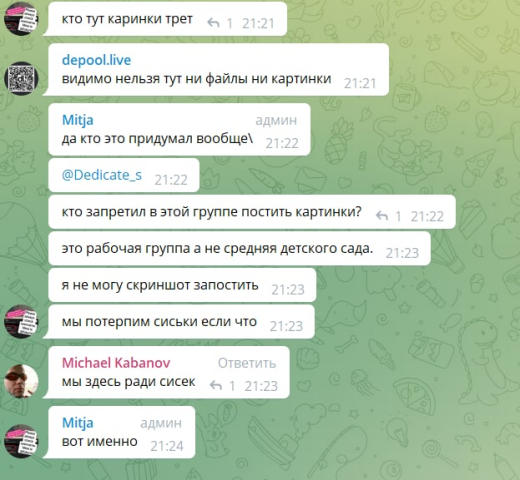 кто тут каринки трет 1 21:21
depool.live
видимо нельзя тут ни файлы ни картинки 21:21
Mitja админ
да кто это придумал вообще\ 21:22
@Dedicate_s 21:22
кто запретил в этой группе постить картинки? 1 21:22
это рабочая группа а не средняя детского сада. 21:23
я не могу скриншот запостить 21:23
мы потерпим сиськи если что 21:23
Michael Kabanov Ответить
мы здесь ради сисек 1 21:23
Mitja админ
вот именно 21:24